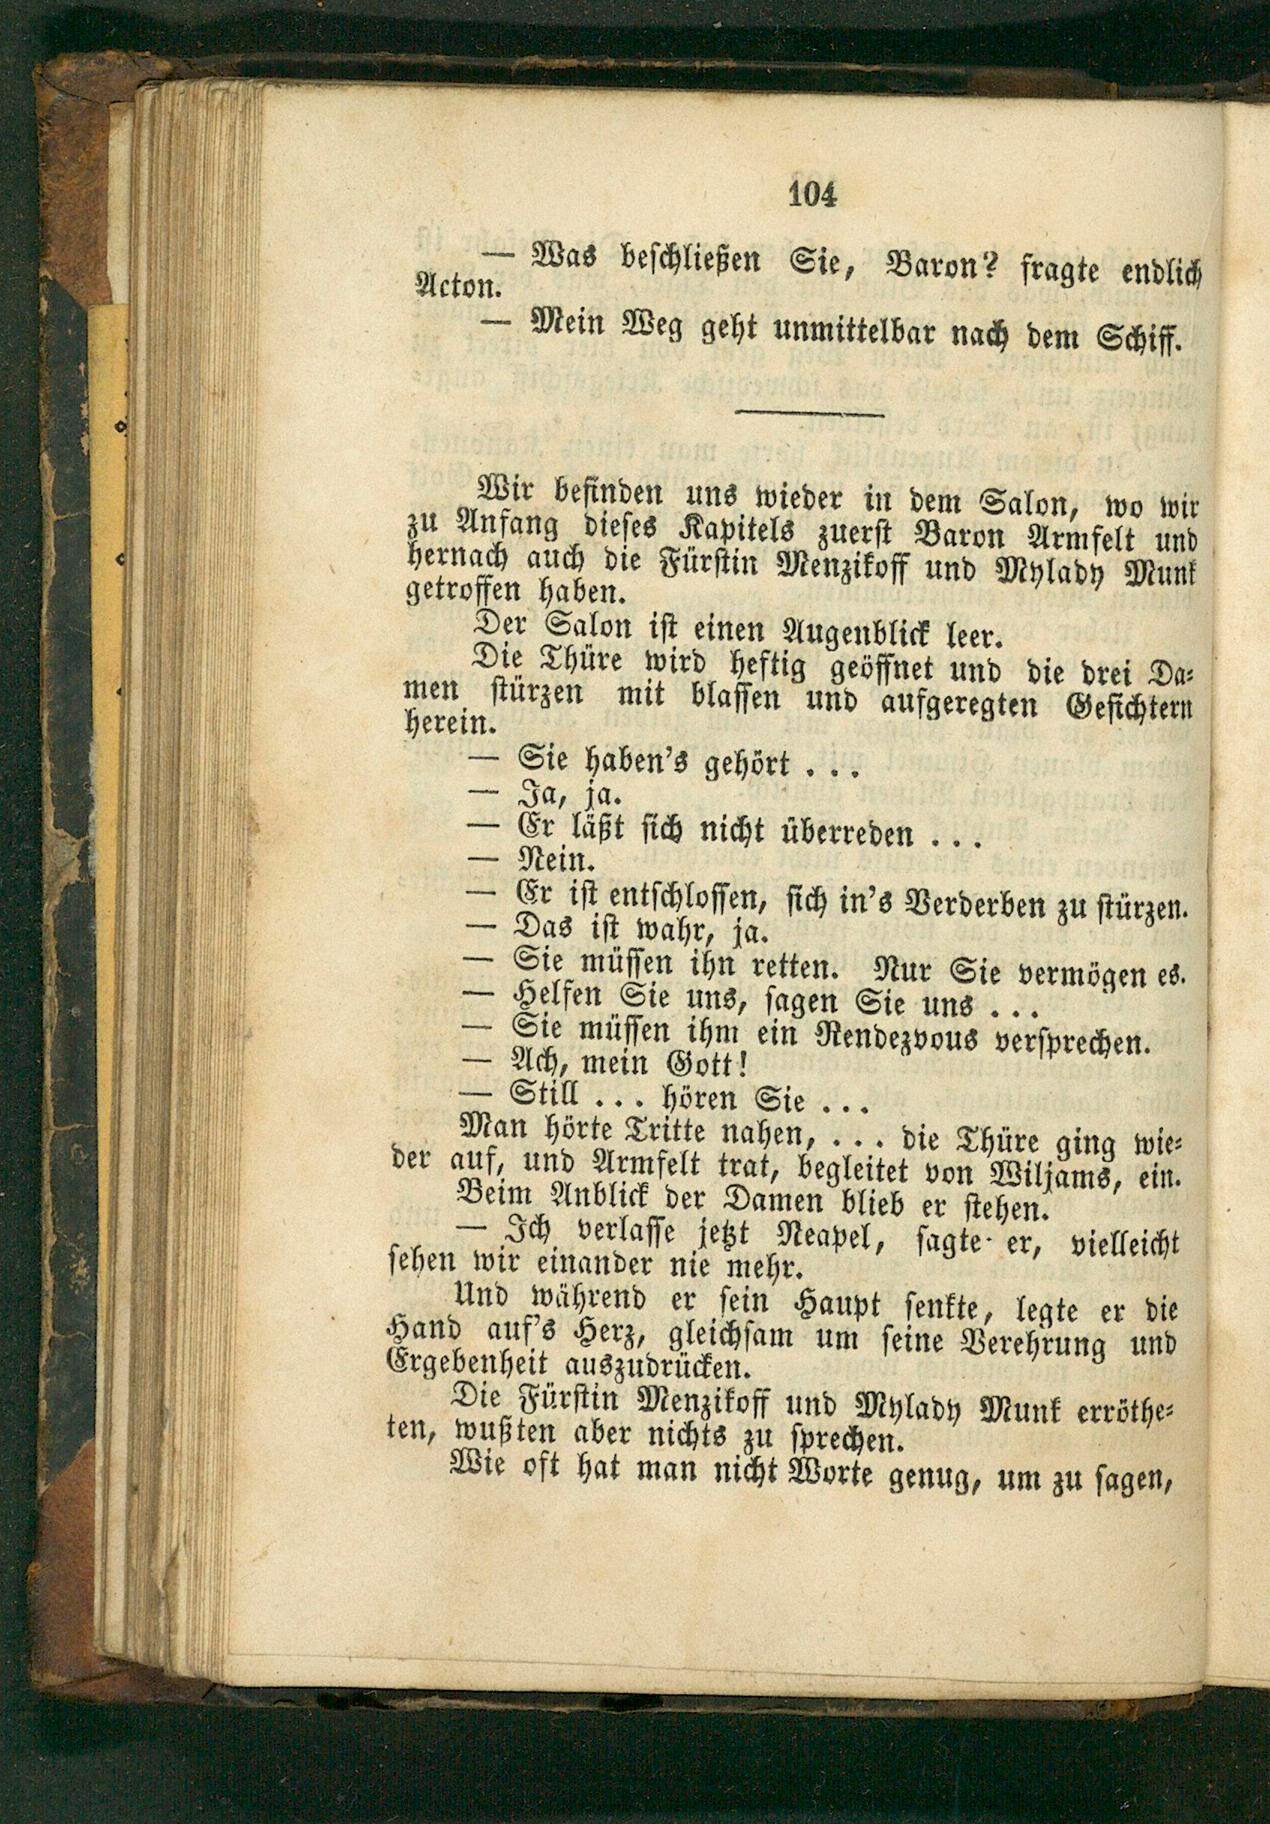 104
— Was beschließen Sie, Baron? fragte endlich
Acton.
— Mein Weg geht unmittelbar nach dem Schiff.
Wir befinden uns wieder in dem Salon, wo wir
zu Anfang dieses Kapitels zuerst Baron Armfelt und
hernach auch die Fürstin Menzikoff und Mylady Munk
getroffen haben.
Der Salon ist einen Augenblick leer.
Die Thüre wird heftig geöffnet und die drei Da-
men stürzen mit blassen und aufgeregten Gesichtern
herein.
— Sie haben's gehört . . .
— Ja, ja.
— Er läßt sich nicht überreden . . .
— Nein.
— Er ist entschlossen, sich in's Verderben zu stürzen.
— Das ist wahr, ja.
— Sie müssen ihn retten. Nur Sie vermögen es.
— Helfen Sie uns, sagen Sie uns . . .
— Sie müssen ihm ein Rendezvous versprechen.
— Ach, mein Gott!
— Still . . . hören Sie . . .
Man hörte Tritte nahen, . . . die Thüre ging wie-
der auf, und Armfelt trat, begleitet von Wiljams, ein.
Beim Anblick der Damen blieb er stehen.
— Ich verlasse jetzt Neapel, sagte er, vielleicht
sehen wir einander nie mehr.
Und während er sein Haupt senkte, legte er die
Hand auf's Herz, gleichsam um seine Verehrung und
Ergebenheit auszudrücken.
Die Fürstin Menzikoff und Mylady Munk erröthe-
ten, wußten aber nichts zu sprechen.
Wie oft hat man nicht Worte genug, um zu sagen,